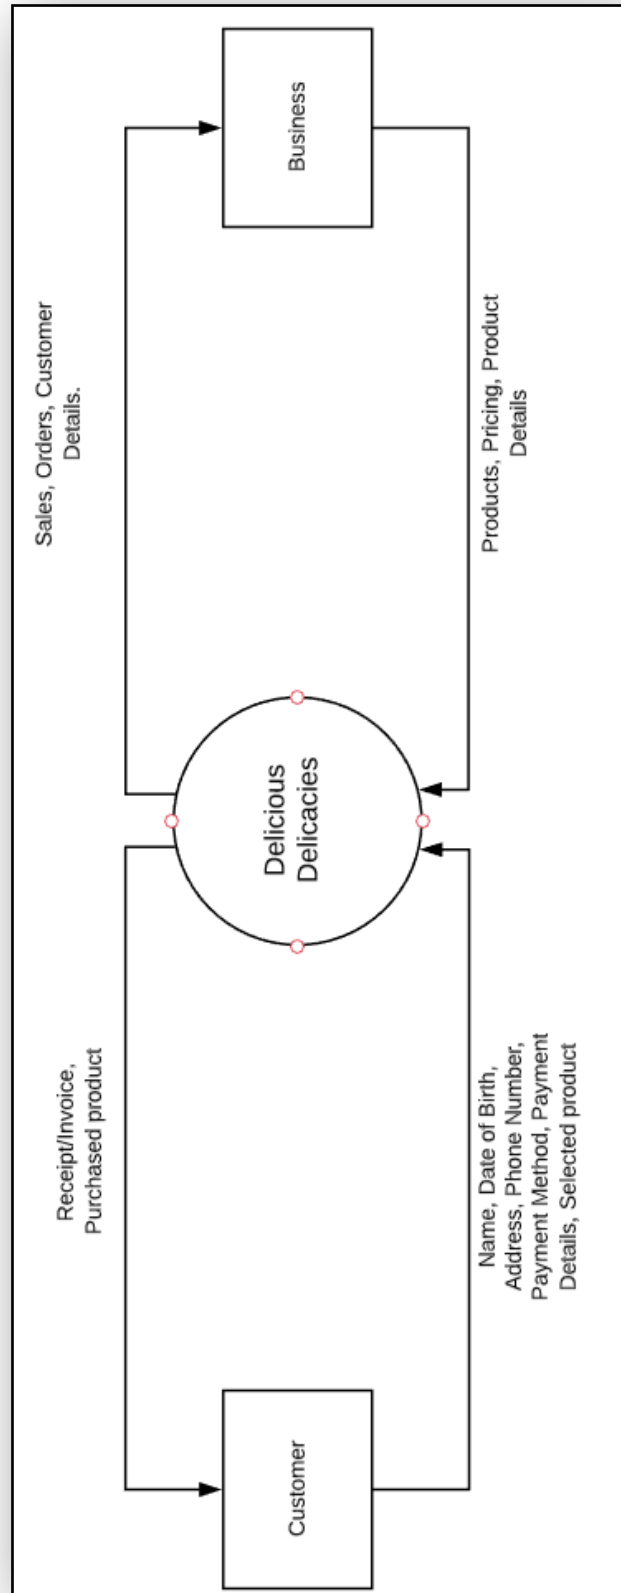 Receipt/Invoice,
Purchased product
Sales, Orders, Customer
Details.
Customer
Delicious
Delicacies
Business
Name, Date of Birth,
Address, Phone Number,
Payment Method, Payment
Details, Selected product
Products, Pricing, Product
Details